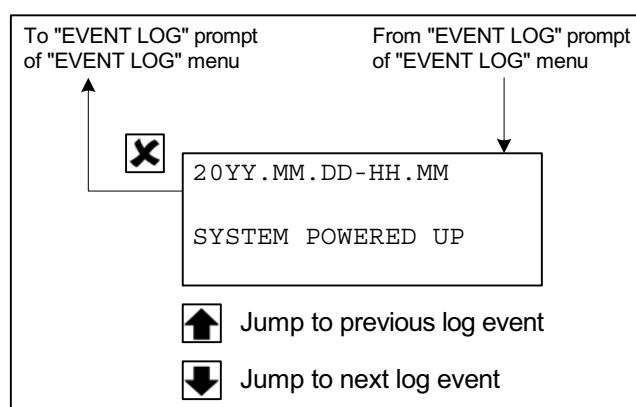 To "EVENT LOG" prompt
of "EVENT LOG" menu
From "EVENT LOG" prompt
of "EVENT LOG" menu
20YY.MM.DD-HH.MM
SYSTEM POWERED UP
Jump to previous log event
Jump to next log event